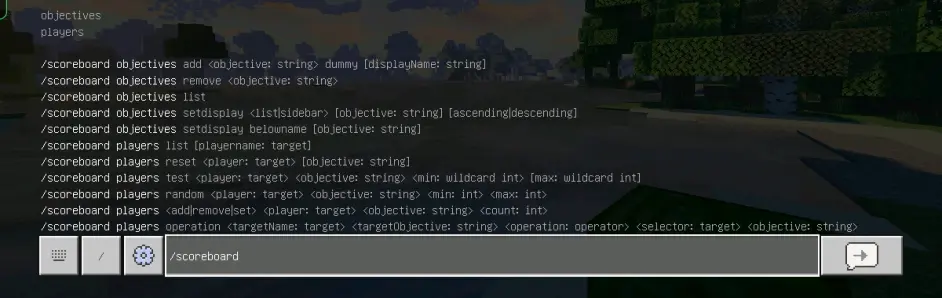 objectives
players
/scoreboard objectives add <objective: string> dummy [displayName: string]
/scoreboard objectives remove <objective: string>
/scoreboard objectives list
/scoreboard objectives setdisplay <list|sidebar> [objective: string] [ascending|descending]
/scoreboard objectives setdisplay belowname [objective: string]
/scoreboard players list [playername: target]
/scoreboard players reset <player: target> [objective: string]
/scoreboard players test <player: target> <objective: string> <min: wildcard int> [max: wildcard int]
/scoreboard players random <player: target> <objective: string> <min: int> <max: int>
/scoreboard players <add|remove|set> <player: target> <objective: string> <count: int>
/scoreboard players operation <targetName: target> <targetObjective: string> <operation: operator> <selector: target> <objective: string>
/
/scoreboard